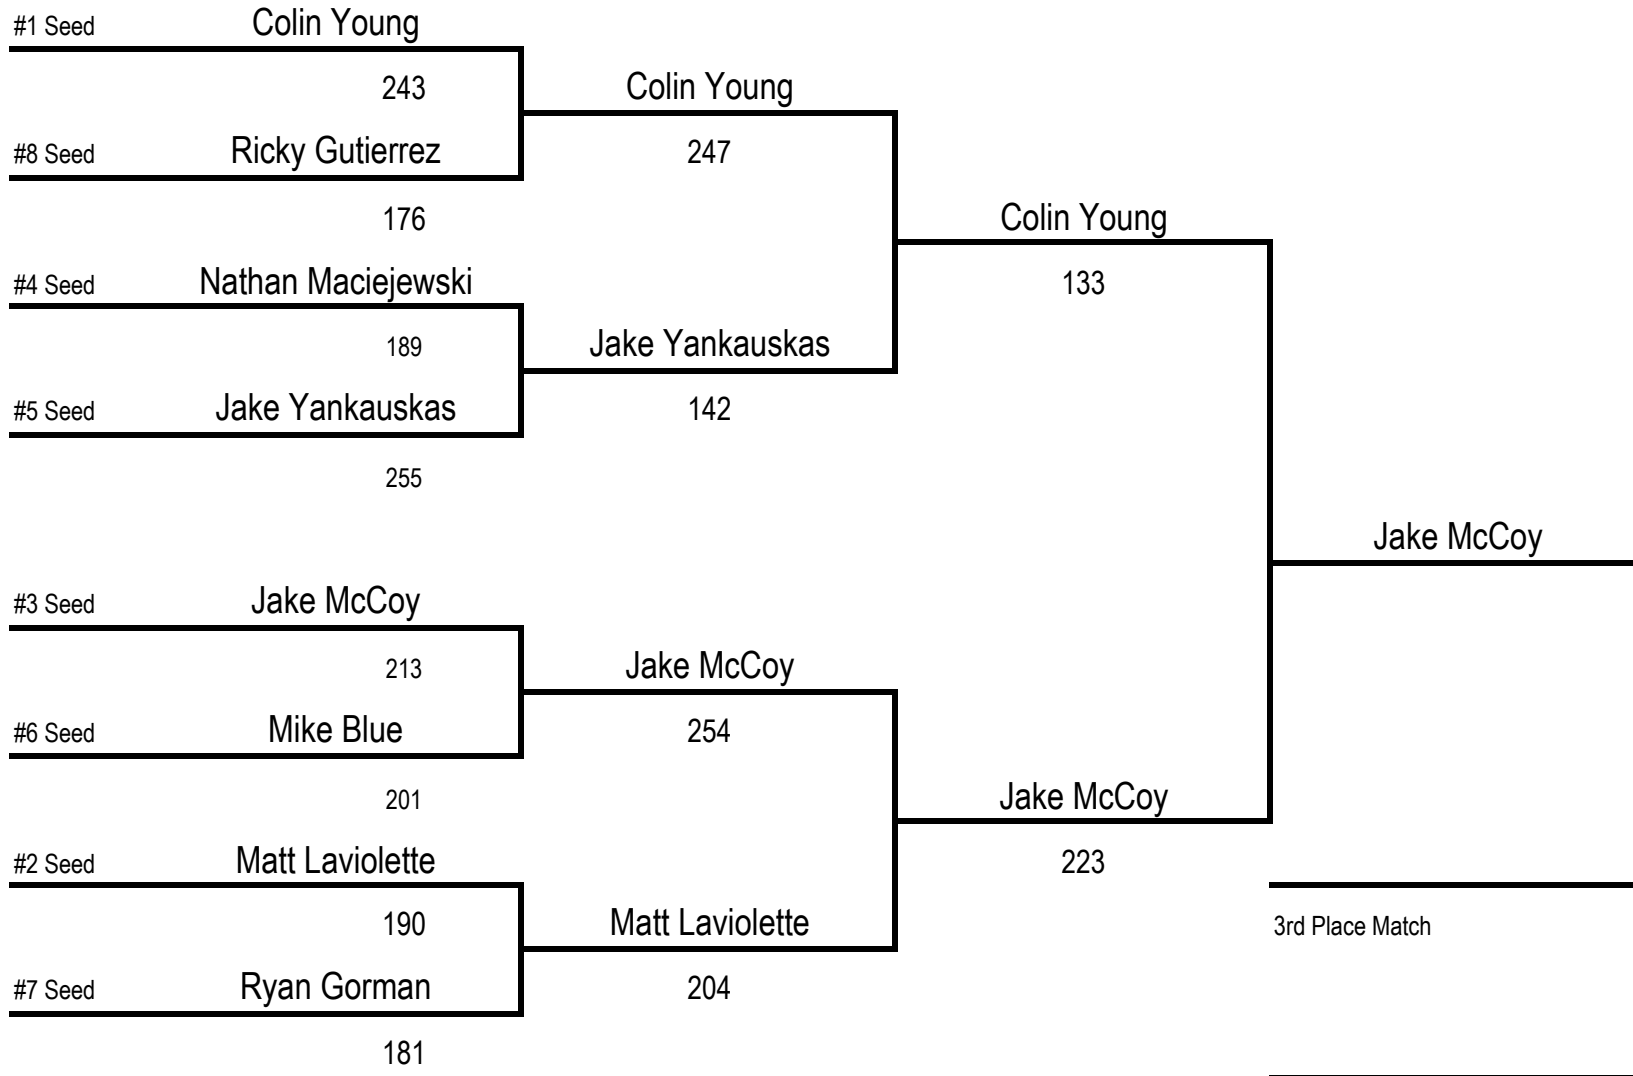 #1 Seed Colin Young
243 Colin Young
#8 Seed Ricky Gutierrez 247
176 Colin Young
#4 Seed Nathan Maciejewski 133
189 Jake Yankauskas
#5 Seed Jake Yankauskas 142
255
Jake McCoy
#3 Seed Jake McCoy
213 Jake McCoy
#6 Seed Mike Blue 254
201 Jake McCoy
#2 Seed Matt Laviolette 223
190 Matt Laviolette 3rd Place Match
#7 Seed Ryan Gorman 204
181